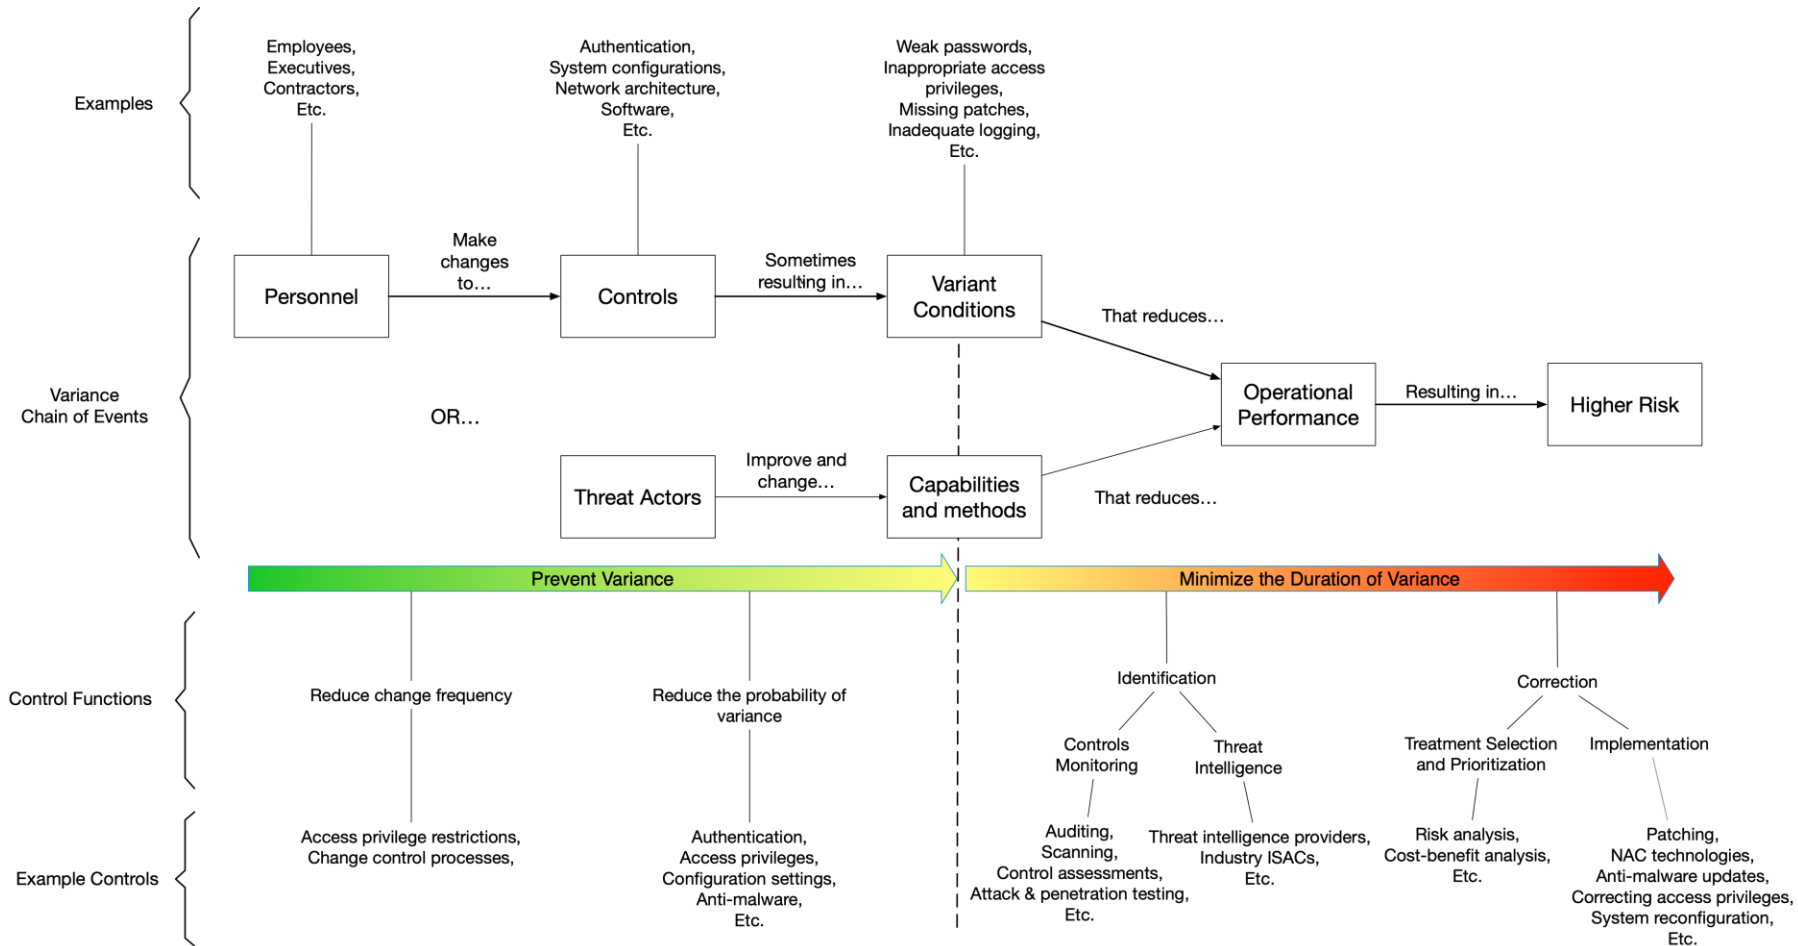 Examples
Employees,
Executives,
Contractors,
Etc.
Authentication,
System configurations,
Network architecture,
Software,
Etc.
Weak passwords,
Inappropriate access
privileges,
Missing patches,
Inadequate logging,
Etc.
Variance
Chain of Events
Personnel
Make
changes
to…
Controls
Sometimes
resulting in…
Variant
Conditions
That reduces…
Operational
Performance
Resulting in…
Higher Risk
OR…
Threat Actors
Improve and
change…
Capabilities
and methods
That reduces…
Prevent Variance
Minimize the Duration of Variance
Control Functions
Reduce change frequency
Reduce the probability of
variance
Identification
Controls
Monitoring
Threat
Intelligence
Correction
Treatment Selection
and Prioritization
Implementation
Example Controls
Access privilege restrictions,
Change control processes,
Authentication,
Access privileges,
Configuration settings,
Anti-malware,
Etc.
Auditing,
Scanning,
Control assessments,
Attack & penetration testing,
Etc.
Threat intelligence providers,
Industry ISACs,
Etc.
Risk analysis,
Cost-benefit analysis,
Etc.
Patching,
NAC technologies,
Anti-malware updates,
Correcting access privileges,
System reconfiguration,
Etc.